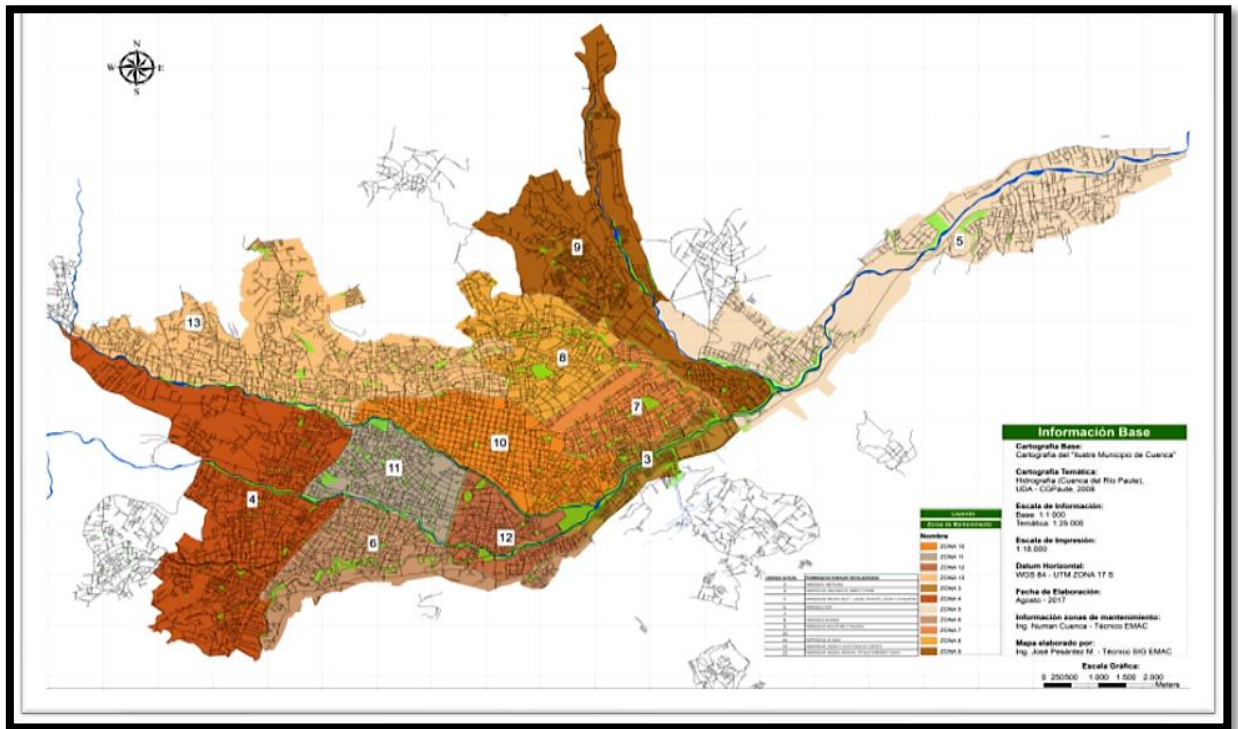 N
W E
S
9
5
13
8
7
10
3
11
4
12
6
Leyenda
Zonas de Mantenimiento
Nombre
ZONA 10
ZONA 11
ZONA 12
ZONA 13
ZONA 3
ZONA 4
ZONA 5
ZONA 6
ZONA 7
ZONA 8
ZONA 9
Información Base
Cartografía Base:
Cartografía del "Ilustre Municipio de Cuenca"
Cartografía Temática:
Hidrografía (Cuenca del Río Paute),
UDA - CGPaute, 2008
Escala de Información:
Base: 1:1 000
Temática: 1:25 000
Escala de Impresión:
1:18.000
Datum Horizontal:
WGS 84 - UTM ZONA 17 S
Fecha de Elaboración:
Agosto - 2017
Información zonas de mantenimiento:
Ing. Numan Cuenca - Técnico EMAC
Mapa elaborado por:
Ing. José Pesántez M. - Técnico SIG EMAC
Escala Gráfica:
0 250500 1.000 1.500 2.000
Meters